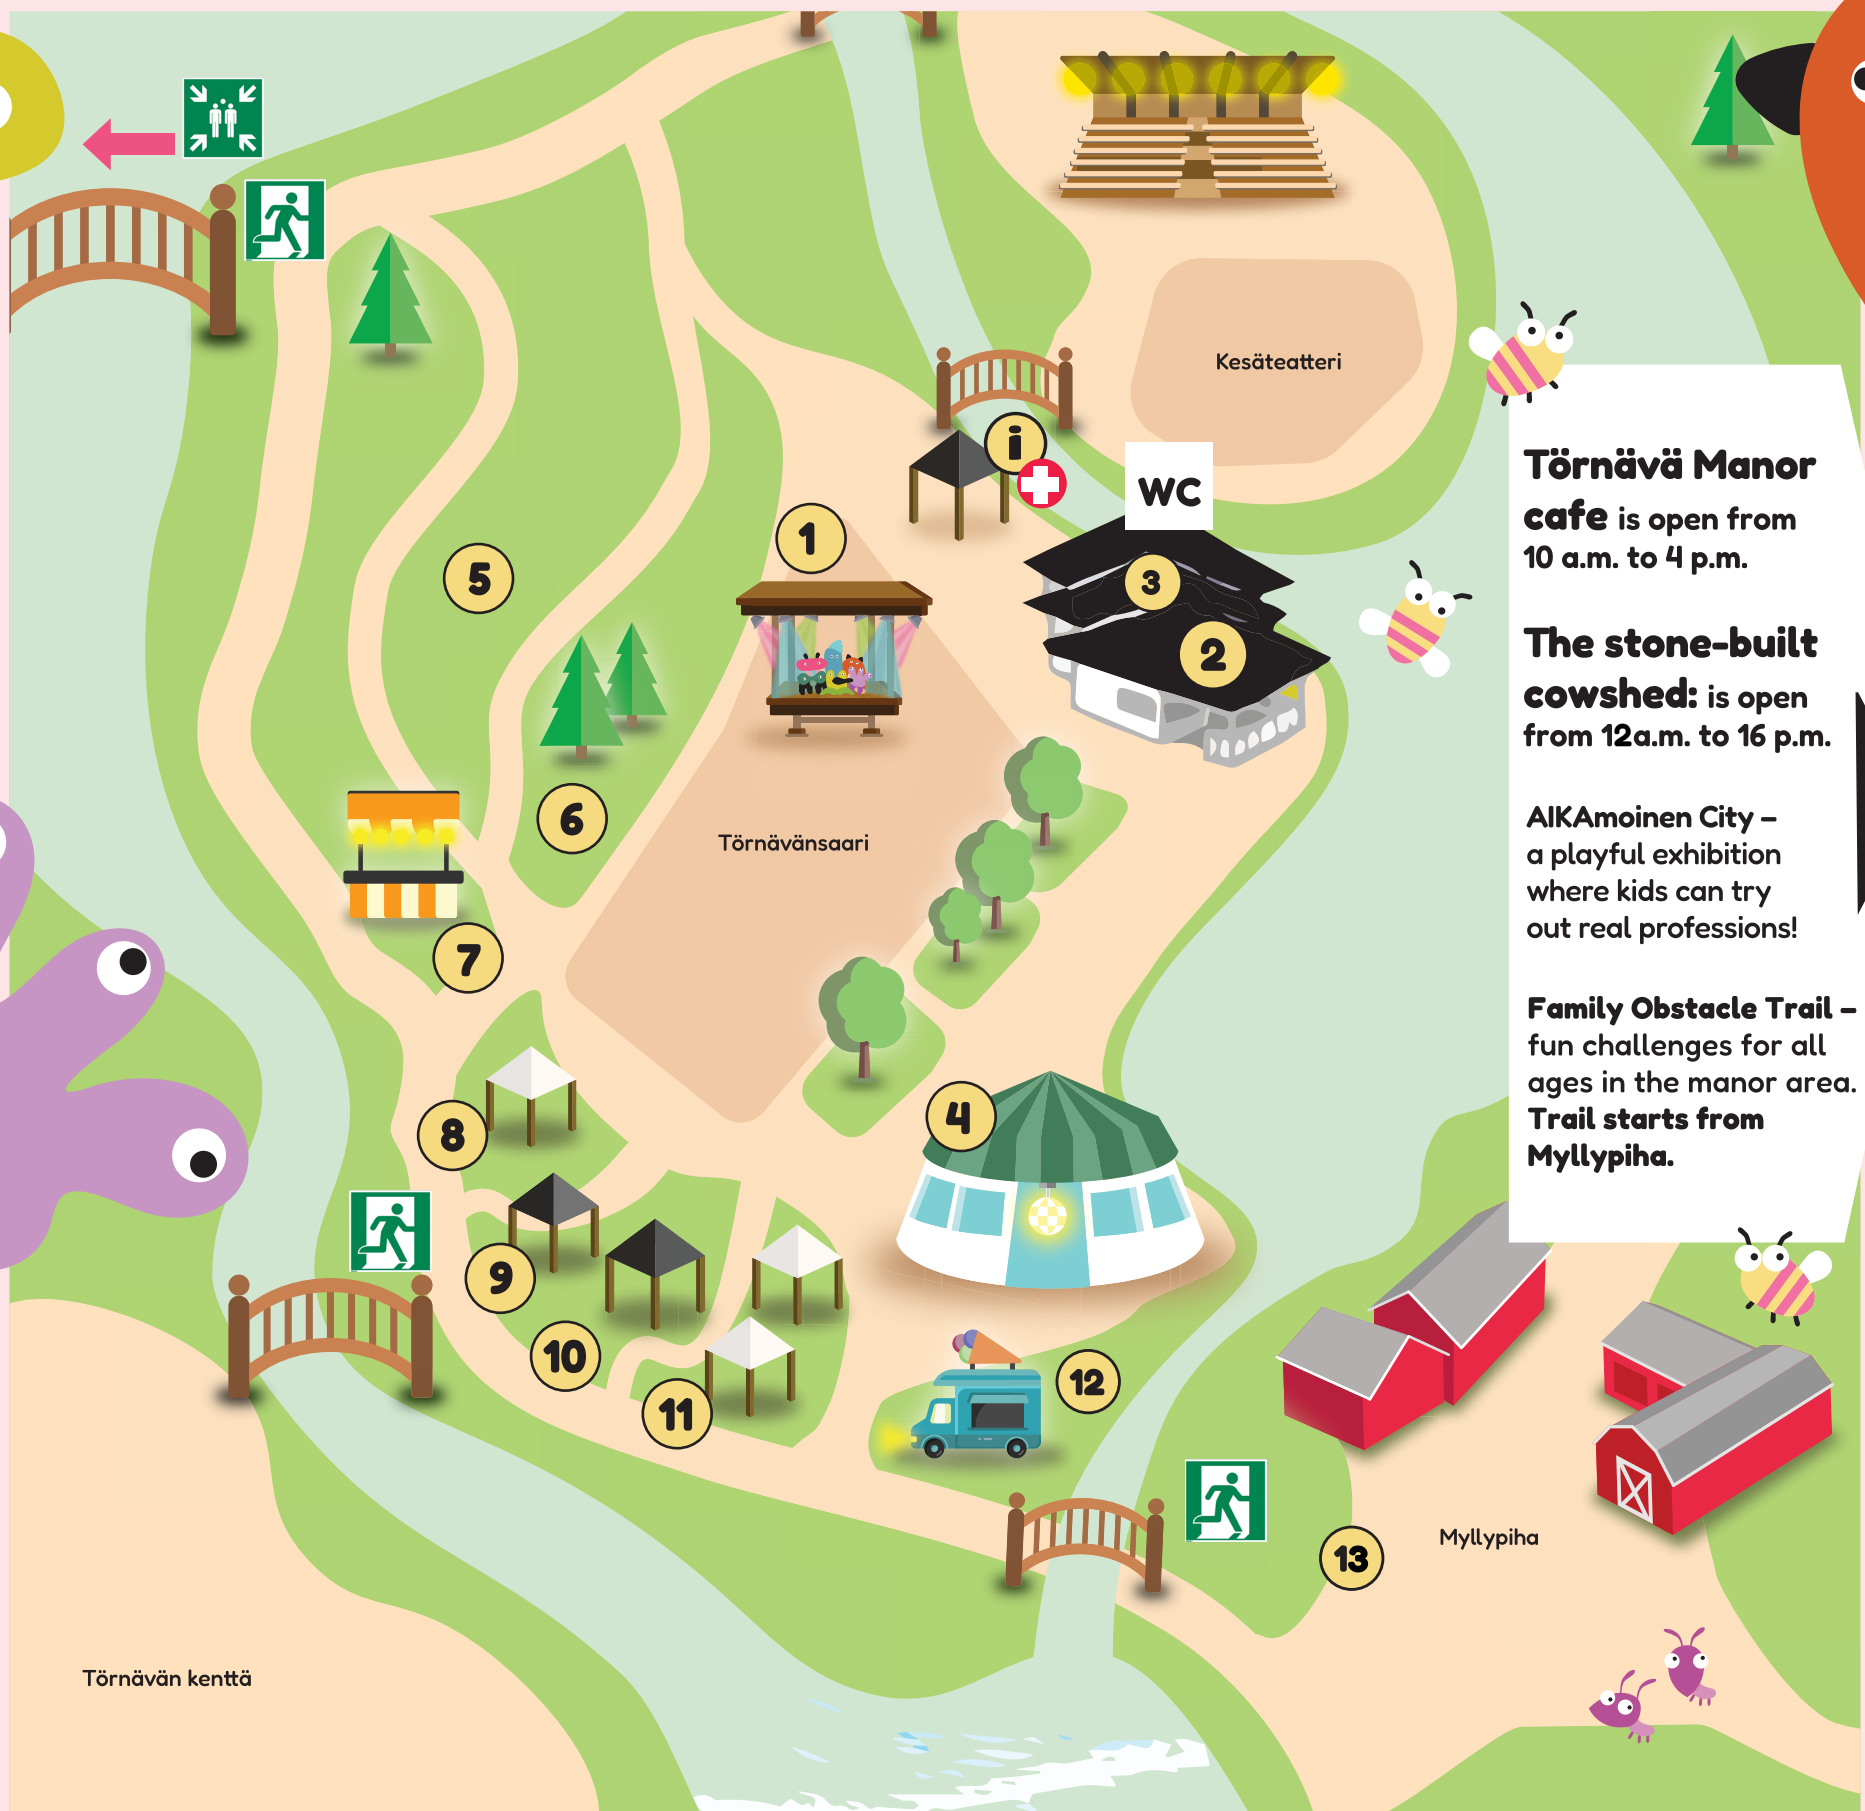 Kesäteatteri
i
WC
1
3
2
5
6
Törnävänsaari
7
4
8
9
10
11
12
13
Myllypiha
Törnävän kenttä
Törnävä Manor
cafe is open from
10 a.m. to 4 p.m.
The stone-built
cowshed: is open
from 12a.m. to 16 p.m.
AIKAmoinen City –
a playful exhibition
where kids can try
out real professions!
Family Obstacle Trail –
fun challenges for all
ages in the manor area.
Trail starts from
Myllypiha.